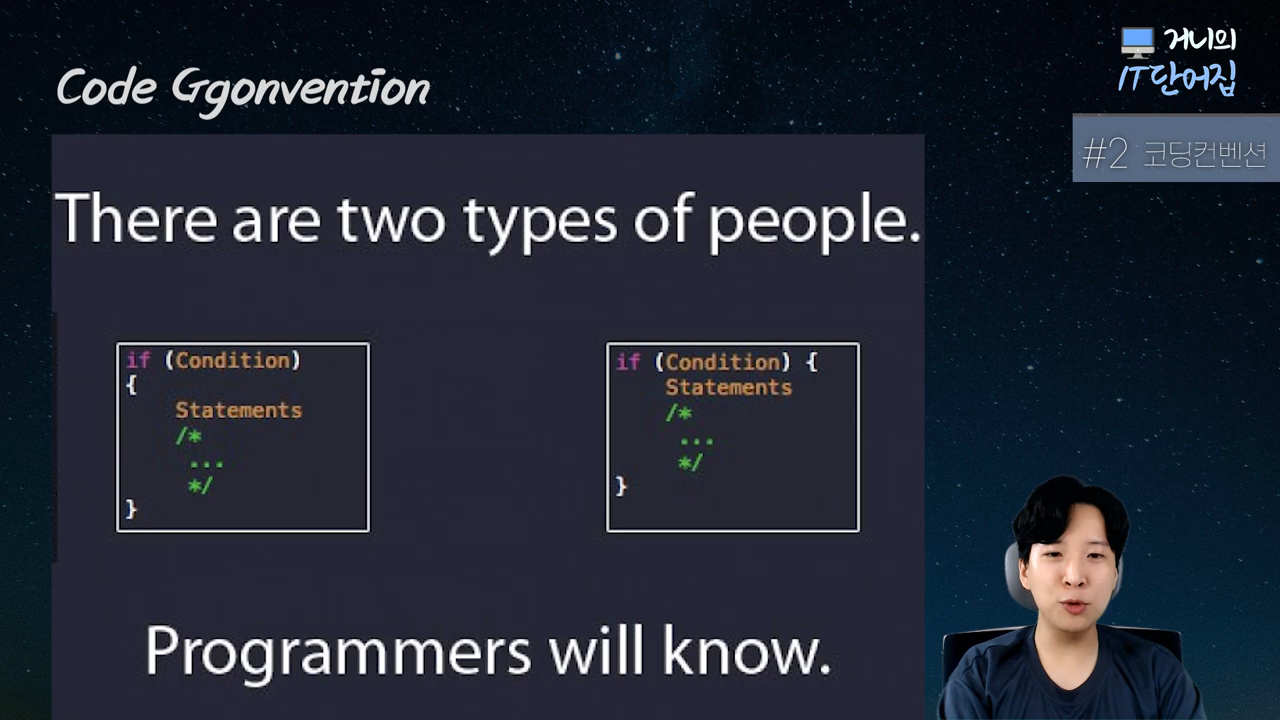 Code Ggonvention
거니의
IT단어집
#2 코딩컨벤션
There are two types of people.
if (Condition)
{
Statements
/*
...
*/
}
if (Condition) {
Statements
/*
...
*/
}
Programmers will know.